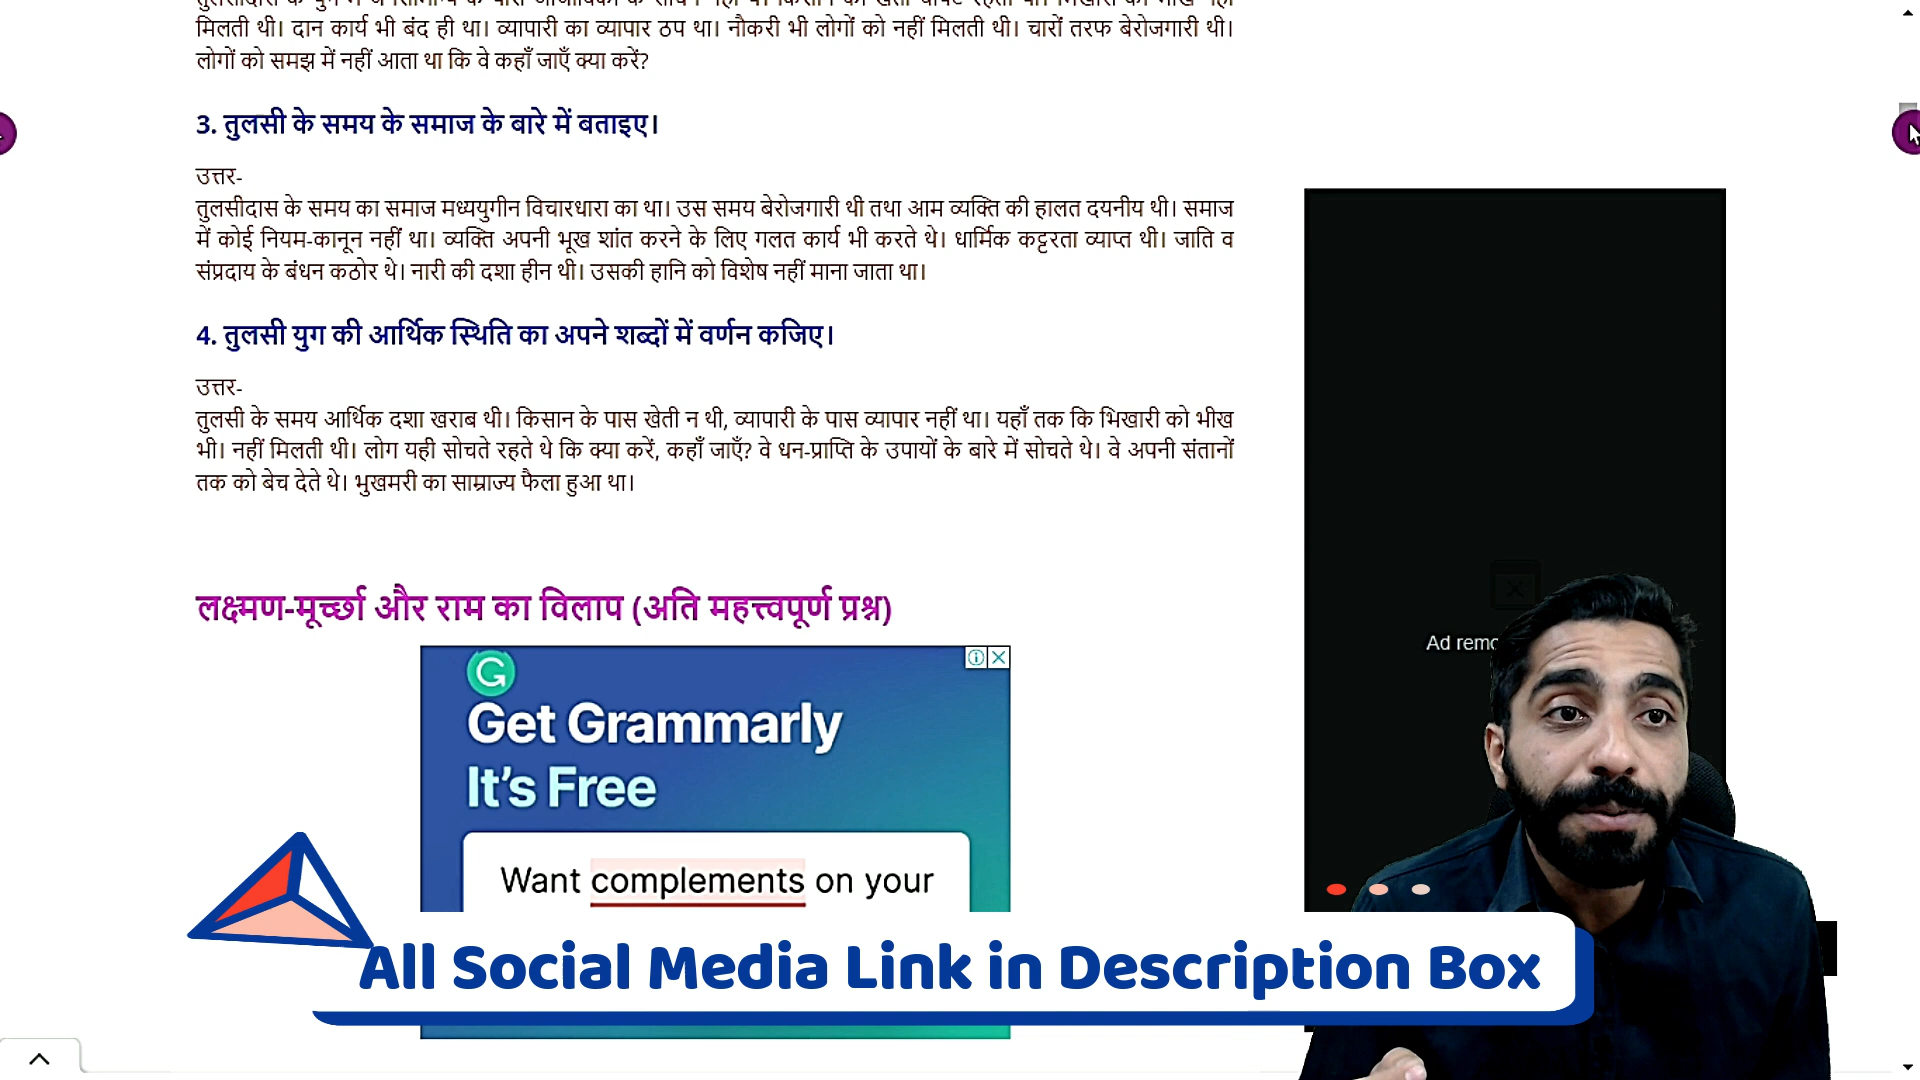 मिलती थी। दान कार्य भी बंद ही था। व्यापारी का व्यापार ठप था। नौकरी भी लोगों को नहीं मिलती थी। चारों तरफ बेरोजगारी थी।
लोगों को समझ में नहीं आता था कि वे कहाँ जाएँ क्या करें?
3. तुलसी के समय के समाज के बारे में बताइए।
उत्तर-
तुलसीदास के समय का समाज मध्ययुगीन विचारधारा का था। उस समय बेरोजगारी थी तथा आम व्यक्ति की हालत दयनीय थी। समाज
में कोई नियम-कानून नहीं था। व्यक्ति अपनी भूख शांत करने के लिए गलत कार्य भी करते थे। धार्मिक कट्टरता व्याप्त थी। जाति व
संप्रदाय के बंधन कठोर थे। नारी की दशा हीन थी। उसकी हानि को विशेष नहीं माना जाता था।
4. तुलसी युग की आर्थिक स्थिति का अपने शब्दों में वर्णन कजिए।
उत्तर-
तुलसी के समय आर्थिक दशा खराब थी। किसान के पास खेती न थी, व्यापारी के पास व्यापार नहीं था। यहाँ तक कि भिखारी को भीख
भी। नहीं मिलती थी। लोग यही सोचते रहते थे कि क्या करें, कहाँ जाएँ? वे धन-प्राप्ति के उपायों के बारे में सोचते थे। वे अपनी संतानों
तक को बेच देते थे। भुखमरी का साम्राज्य फैला हुआ था।
लक्ष्मण-मूर्च्छा और राम का विलाप (अति महत्त्वपूर्ण प्रश्न)
Get Grammarly
It's Free
Want complements on your
Ad
All Social Media Link in Description Box